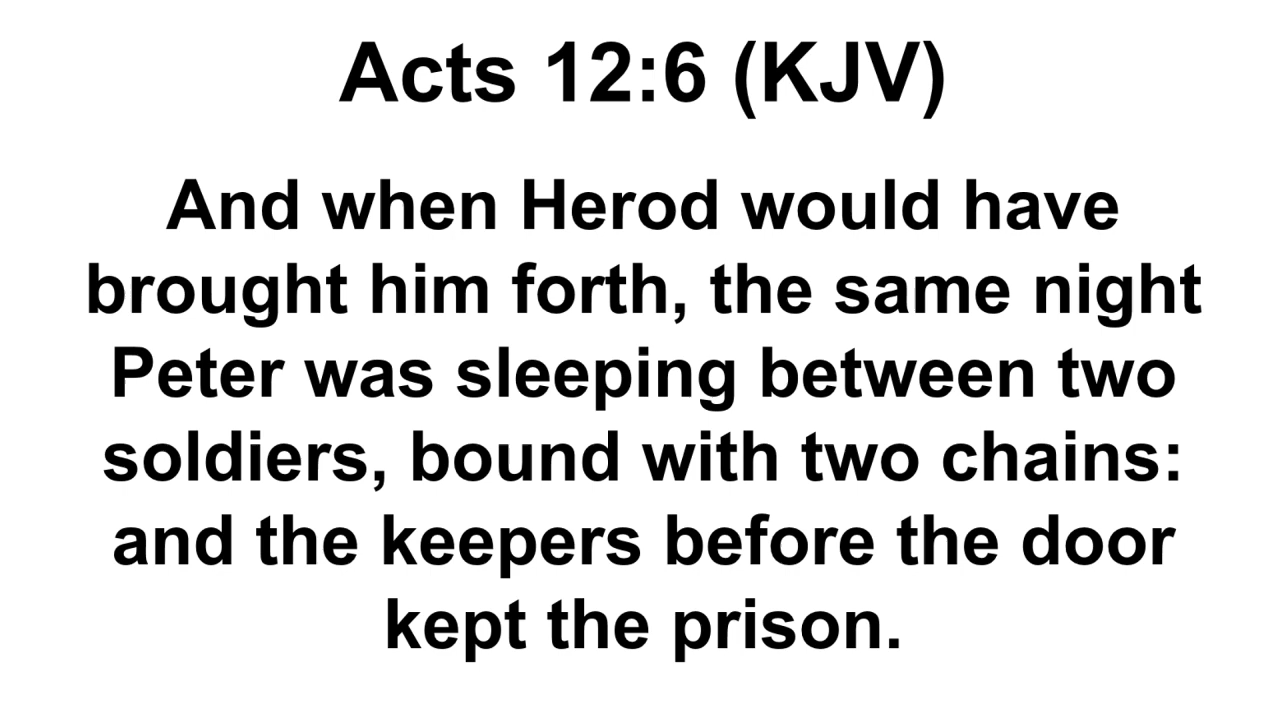 Acts 12:6 (KJV)
And when Herod would have
brought him forth, the same night
Peter was sleeping between two
soldiers, bound with two chains:
and the keepers before the door
kept the prison.